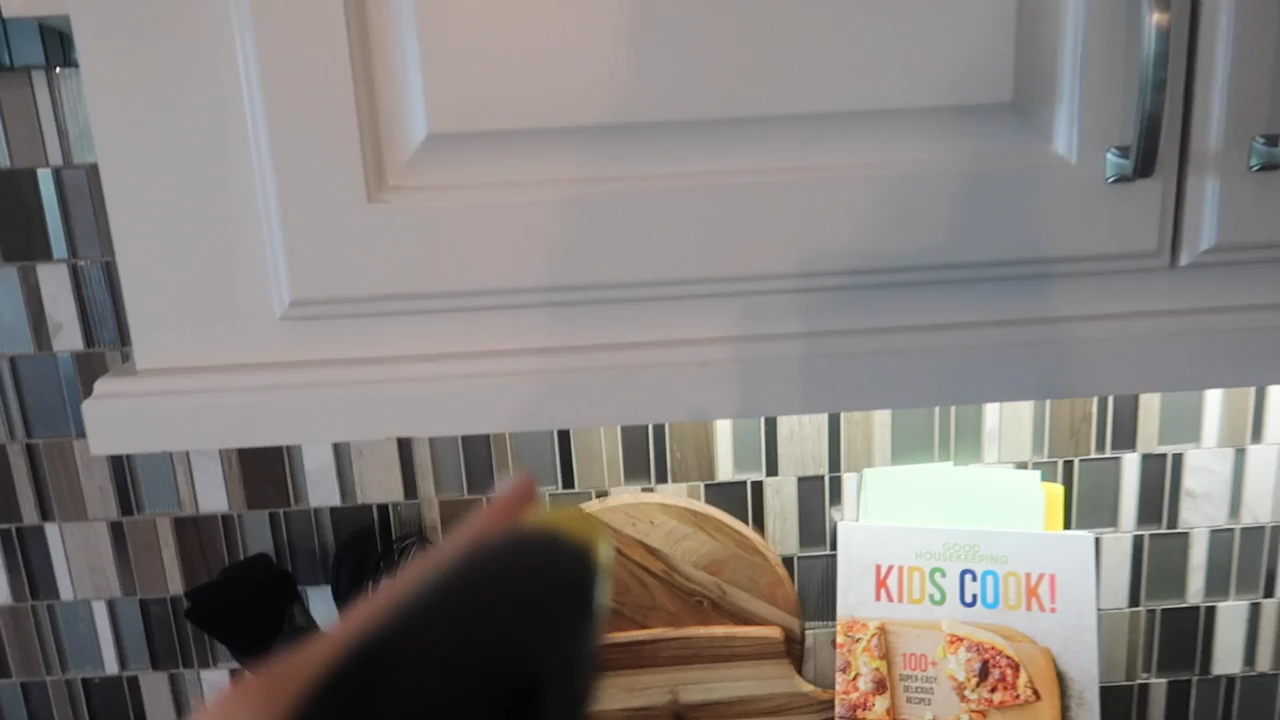 GOOD
HOUSEKEEPING
KIDS COOK!
100+
SUPER-EASY,
DELICIOUS
RECIPES